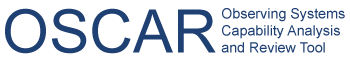 OSCAR
Observing Systems
Capability Analysis
and Review Tool